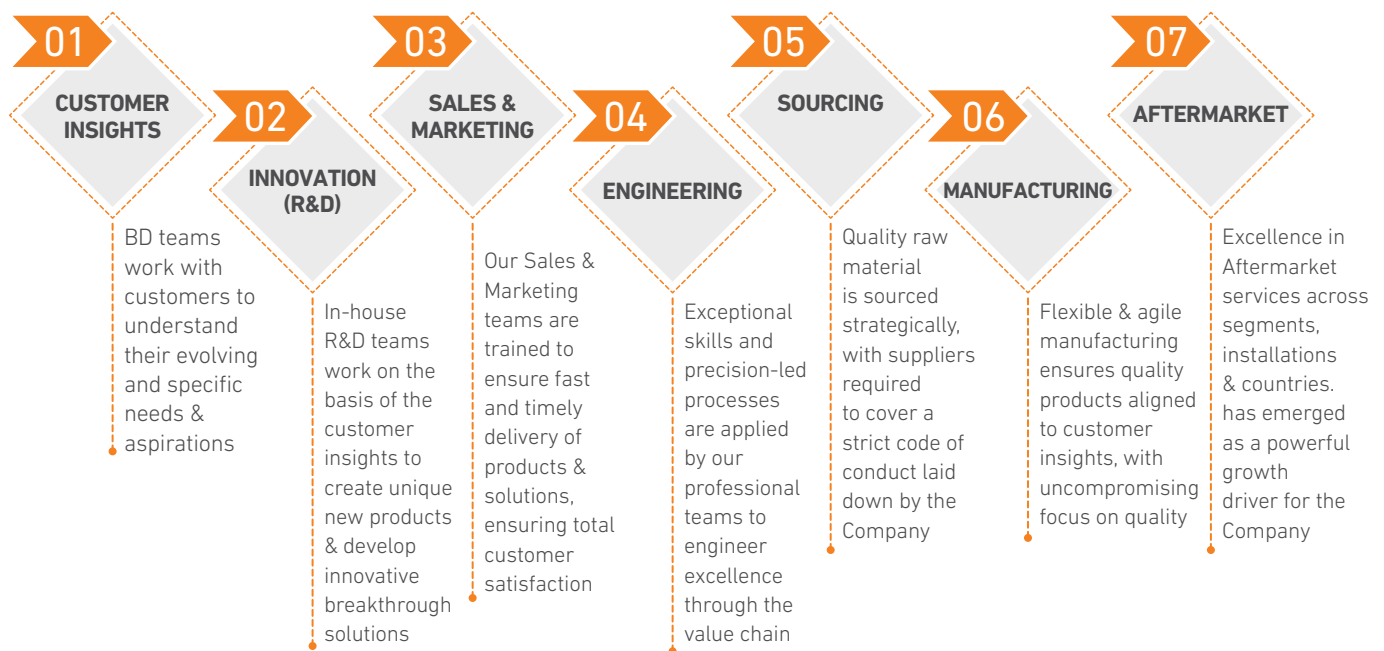 01
CUSTOMER
INSIGHTS
BD teams
work with
customers to
understand
their evolving
and specific
needs &
aspirations
02
INNOVATION
(R&D)
In-house
R&D teams
work on the
basis of the
customer
insights to
create unique
new products
& develop
innovative
breakthrough
solutions
03
SALES &
MARKETING
Our Sales &
Marketing
teams are
trained to
ensure fast
and timely
delivery of
products &
solutions,
ensuring total
customer
satisfaction
04
ENGINEERING
Exceptional
skills and
precision-led
processes
are applied
by our
professional
teams to
engineer
excellence
through the
value chain
05
SOURCING
Quality raw
material
is sourced
strategically,
with suppliers
required
to cover a
strict code of
conduct laid
down by the
Company
06
MANUFACTURING
Flexible & agile
manufacturing
ensures quality
products aligned
to customer
insights, with
uncompromising
focus on quality
07
AFTERMARKET
Excellence in
Aftermarket
services across
segments,
installations
& countries.
has emerged
as a powerful
growth
driver for the
Company